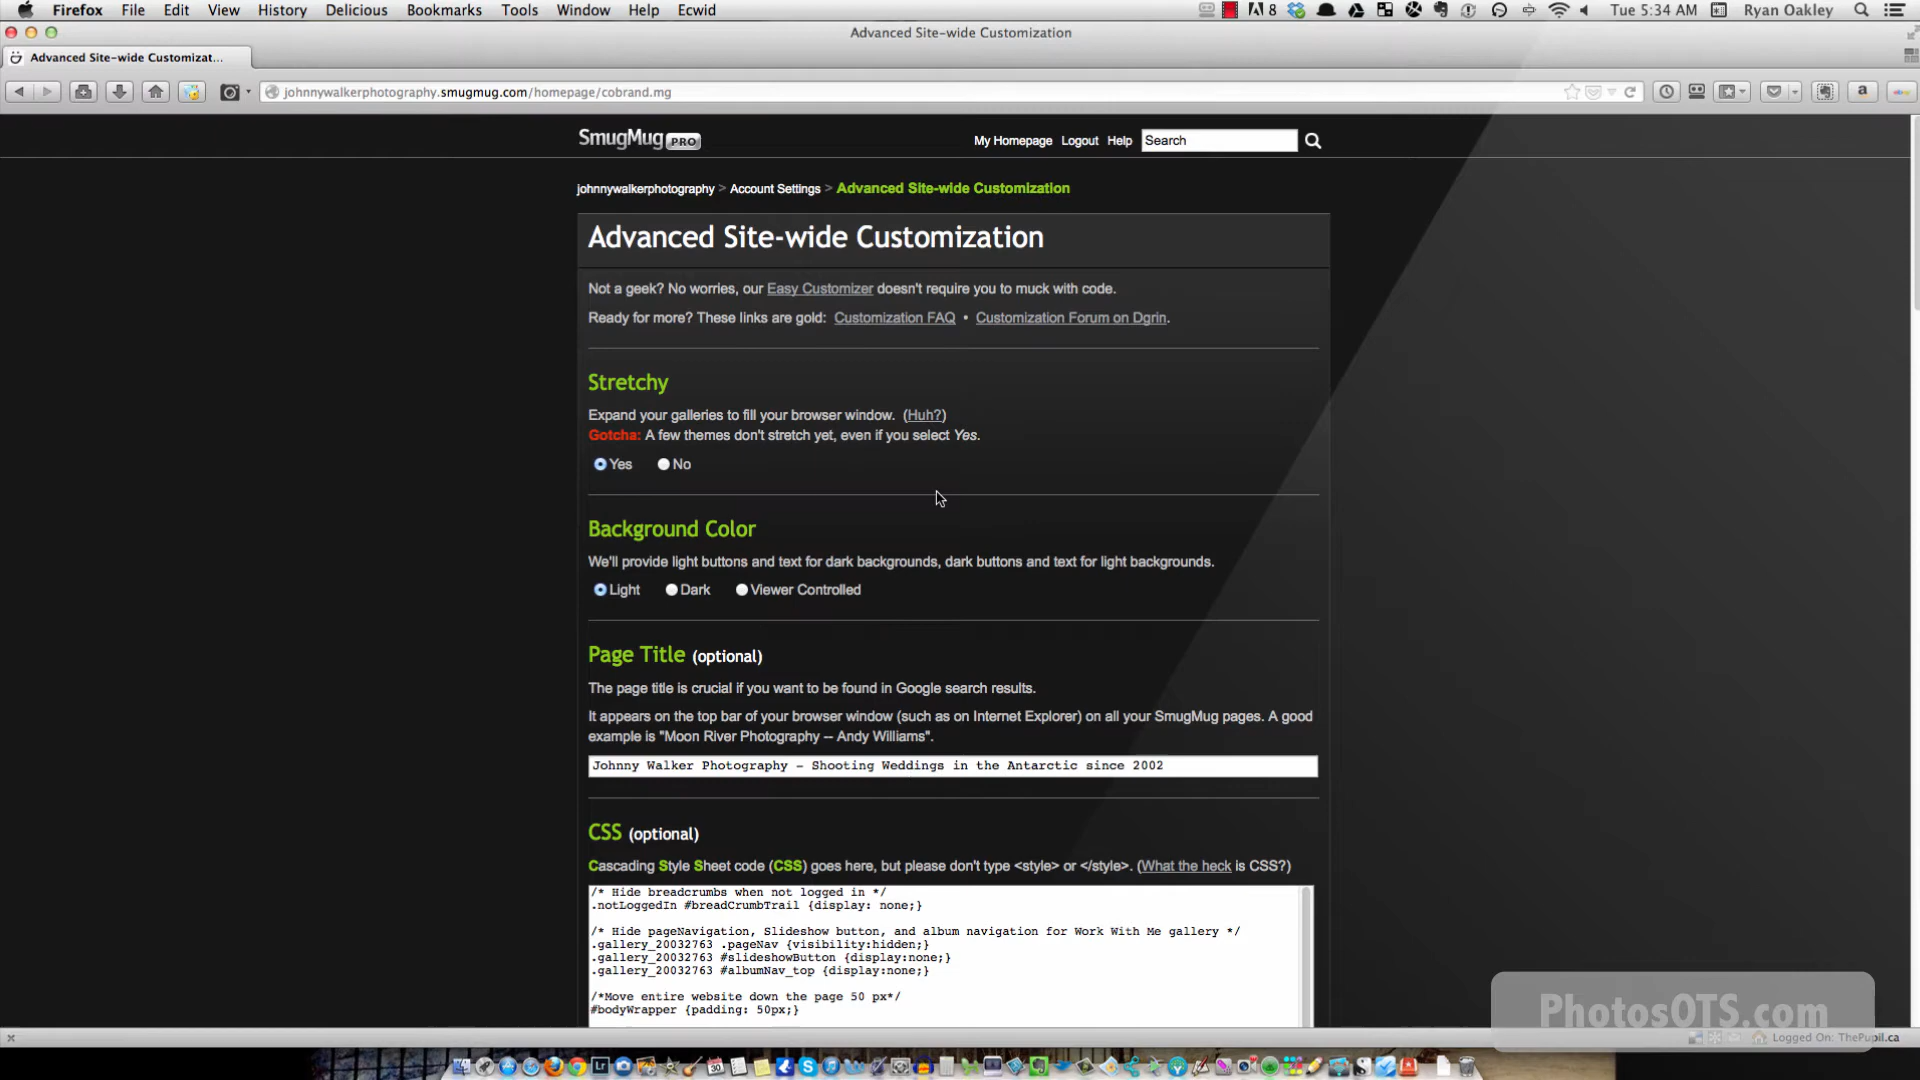 Firefox File Edit View History Delicious Bookmarks Tools Window Help Ecwid 8 Tue 5:34 AM Ryan Oakley
Advanced Site-wide Customization
Advanced Site-wide Customizat...
johnnywalkerphotography.smugmug.com/homepage/cobrand.mg
SmugMug PRO My Homepage Logout Help Search
johnnywalkerphotography > Account Settings > Advanced Site-wide Customization
Advanced Site-wide Customization
Not a geek? No worries, our Easy Customizer doesn't require you to muck with code.
Ready for more? These links are gold: Customization FAQ • Customization Forum on Dgrin.
Stretchy
Expand your galleries to fill your browser window. (Huh?)
Gotcha: A few themes don't stretch yet, even if you select Yes.
Yes No
Background Color
We'll provide light buttons and text for dark backgrounds, dark buttons and text for light backgrounds.
Light Dark Viewer Controlled
Page Title (optional)
The page title is crucial if you want to be found in Google search results.
It appears on the top bar of your browser window (such as on Internet Explorer) on all your SmugMug pages. A good
example is "Moon River Photography -- Andy Williams".
Johnny Walker Photography - Shooting Weddings in the Antarctic since 2002
CSS (optional)
Cascading Style Sheet code (CSS) goes here, but please don't type <style> or </style>. (What the heck is CSS?)
/* Hide breadcrumbs when not logged in */
.notLoggedIn #breadCrumbTrail {display: none;}
/* Hide pageNavigation, Slideshow button, and album navigation for Work With Me gallery */
.gallery_20032763 .pageNav {visibility:hidden;}
.gallery_20032763 #slideshowButton {display:none;}
.gallery_20032763 #albumNav_top {display:none;}
/*Move entire website down the page 50 px*/
#bodyWrapper {padding: 50px;}
PhotosOTS.com
Logged On: ThePupil.ca